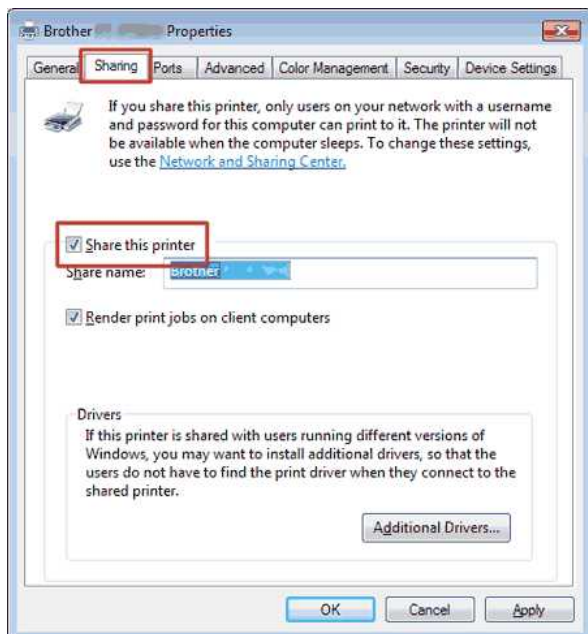 Brother Properties
General Sharing Ports Advanced Color Management Security Device Settings
If you share this printer, only users on your network with a username
and password for this computer can print to it. The printer will not
be available when the computer sleeps. To change these settings,
use the Network and Sharing Center.
Share this printer
Share name: Brother
Render print jobs on client computers
Drivers
If this printer is shared with users running different versions of
Windows, you may want to install additional drivers, so that the
users do not have to find the print driver when they connect to the
shared printer.
Additional Drivers...
OK Cancel Apply